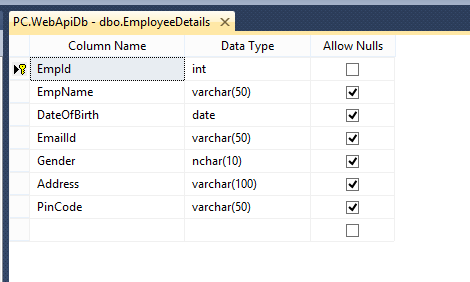 PC.WebApiDb - dbo.EmployeeDetails
Column Name Data Type Allow Nulls
EmpId int
EmpName varchar(50)
DateOfBirth date
EmailId varchar(50)
Gender nchar(10)
Address varchar(100)
PinCode varchar(50)